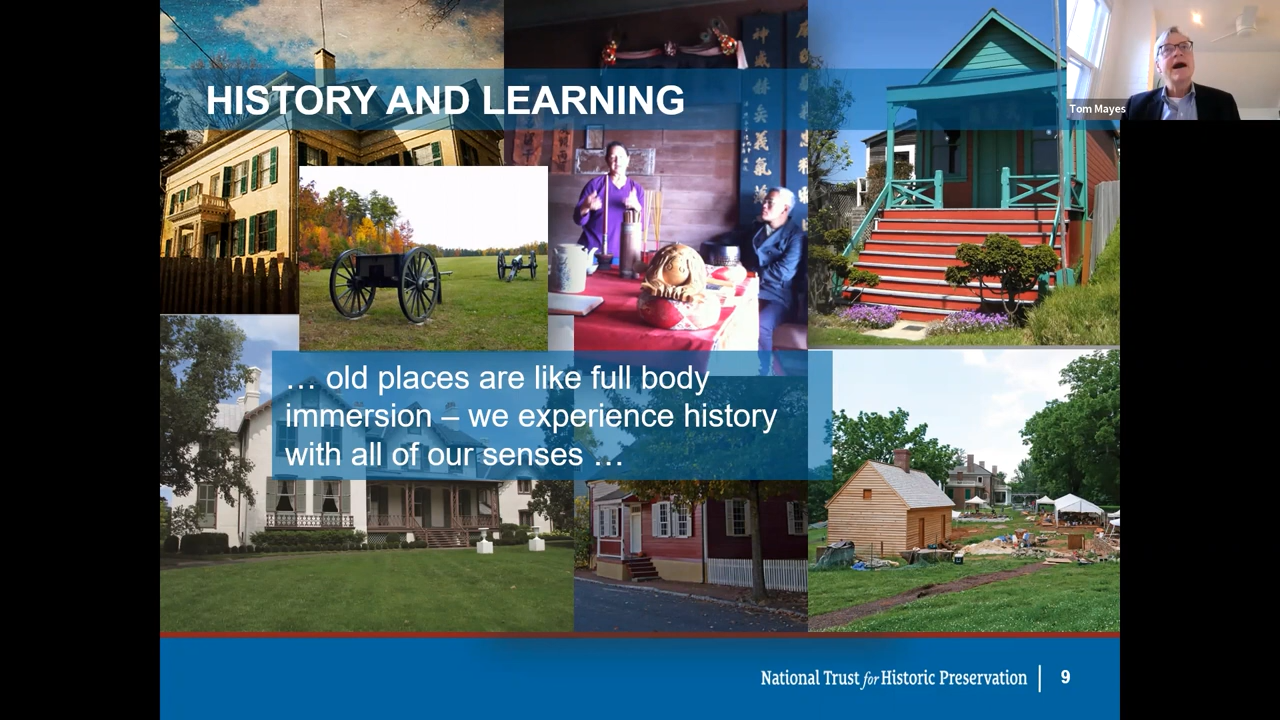 HISTORY AND LEARNING
Tom Mayes
… old places are like full body
immersion – we experience history
with all of our senses …
National Trust for Historic Preservation | 9